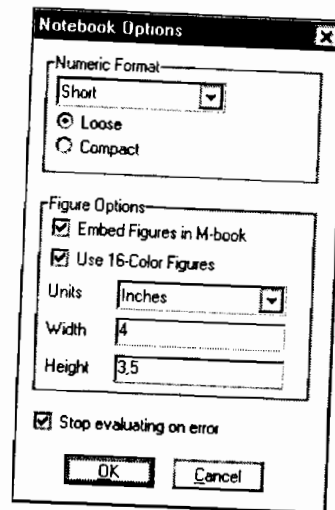 Notebook Options
Numeric Format
Short
Loose
Compact
Figure Options
Embed Figures in M-book
Use 16-Color Figures
Units Inches
Width 4
Height 3,5
Stop evaluating on error
OK Cancel